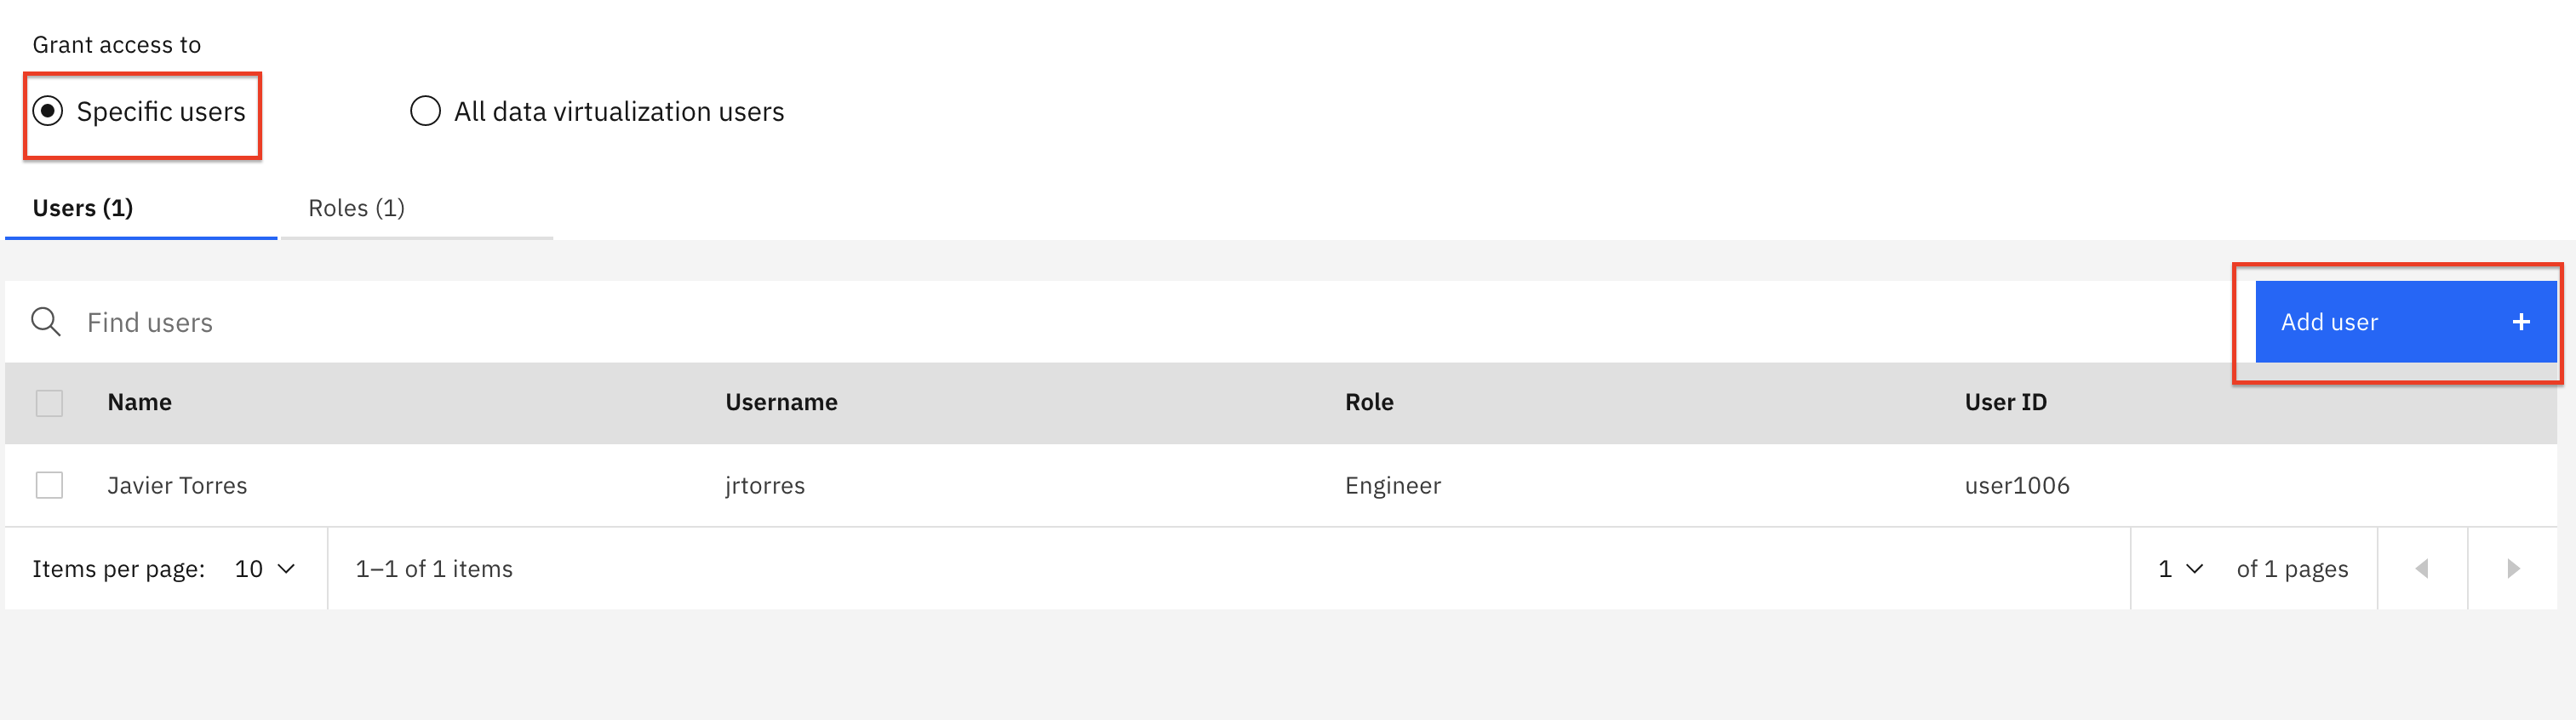 Grant access to
Specific users All data virtualization users
Users (1) Roles (1)
Find users Add user +
Name Username Role User ID
Javier Torres jrtorres Engineer user1006
Items per page: 10 1–1 of 1 items 1 of 1 pages